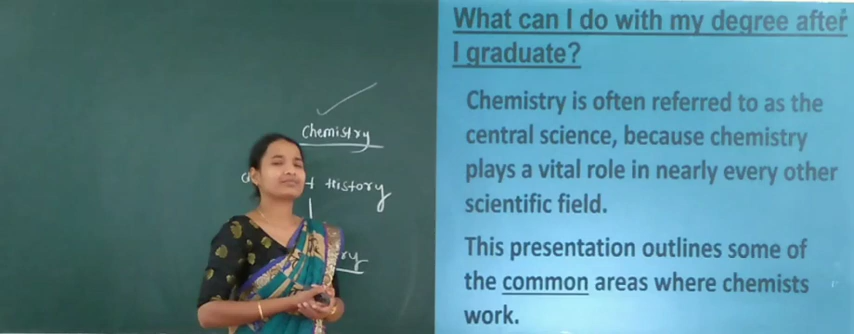 Chemistry
History
What can I do with my degree after
I graduate?
Chemistry is often referred to as the
central science, because chemistry
plays a vital role in nearly every other
scientific field.
This presentation outlines some of
the common areas where chemists
work.